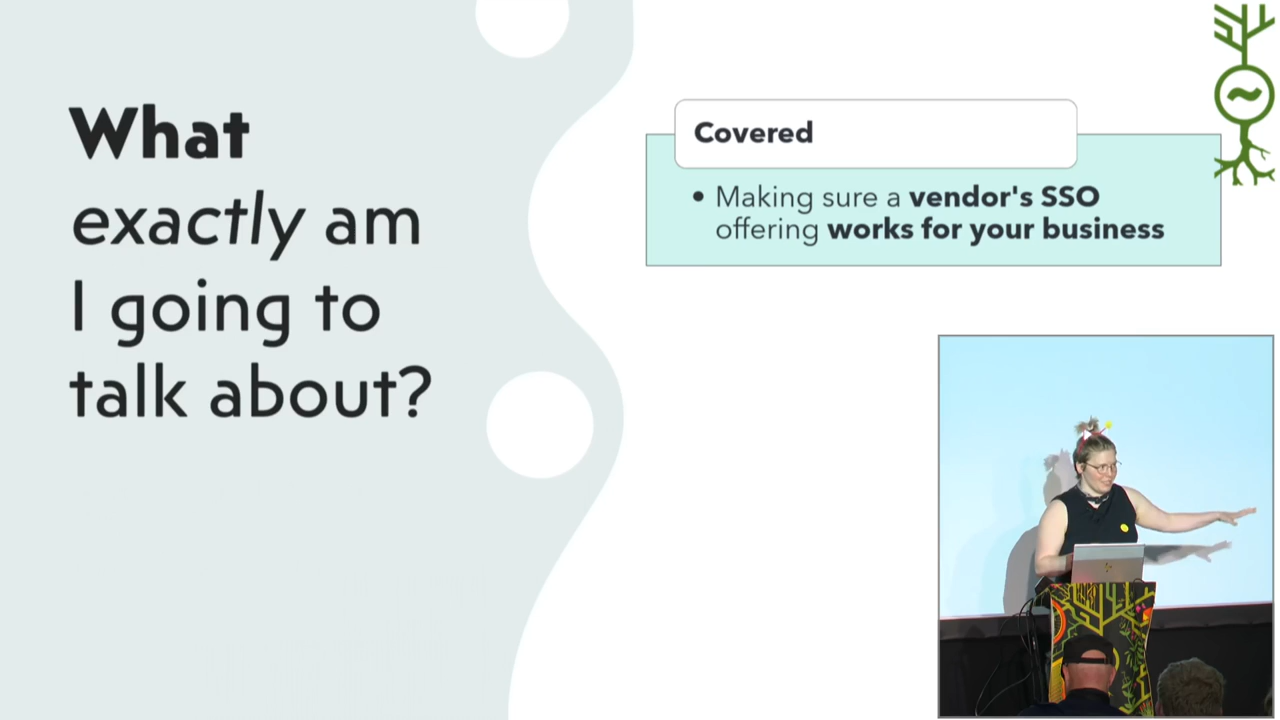 What
exactly am
I going to
talk about?
Covered
• Making sure a vendor's SSO
offering works for your business